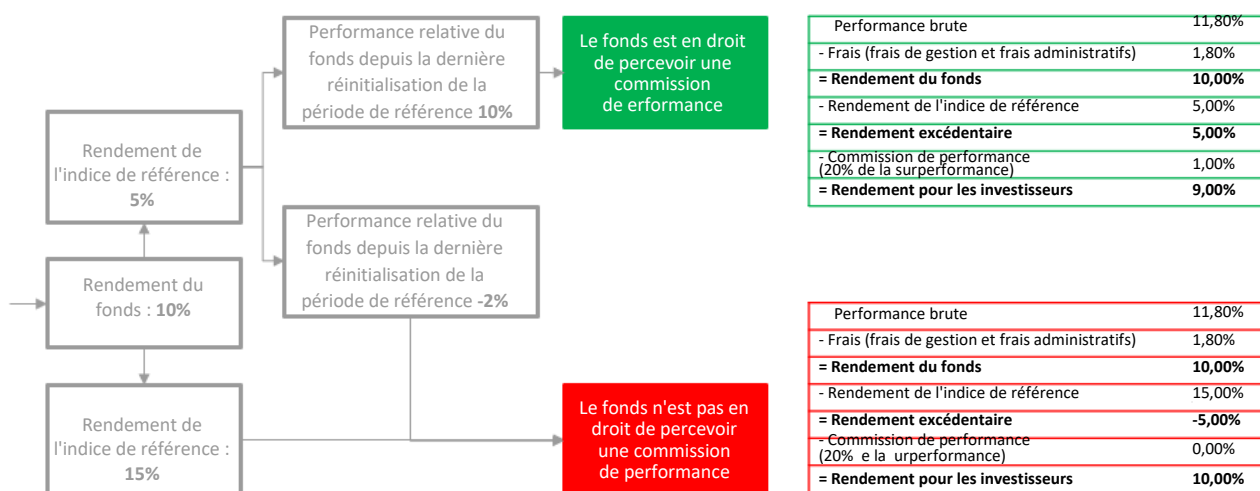 Rendement du
fonds : 10%
Rendement de
l'indice de référence :
5%
Rendement de
l'indice de référence :
15%
Performance relative du
fonds depuis la dernière
réinitialisation de la
période de référence 10%
Performance relative du
fonds depuis la dernière
réinitialisation de la
période de référence -2%
Le fonds est en droit
de percevoir une
commission
de erformance
Le fonds n'est pas en
droit de percevoir
une commission
de performance
Performance brute 11,80%
- Frais (frais de gestion et frais administratifs) 1,80%
= Rendement du fonds 10,00%
- Rendement de l'indice de référence 5,00%
= Rendement excédentaire 5,00%
- Commission de performance
(20% de la surperformance) 1,00%
= Rendement pour les investisseurs 9,00%
Performance brute 11,80%
- Frais (frais de gestion et frais administratifs) 1,80%
= Rendement du fonds 10,00%
- Rendement de l'indice de référence 15,00%
= Rendement excédentaire -5,00%
- Commission de performance
(20% e la urperformance) 0,00%
= Rendement pour les investisseurs 10,00%